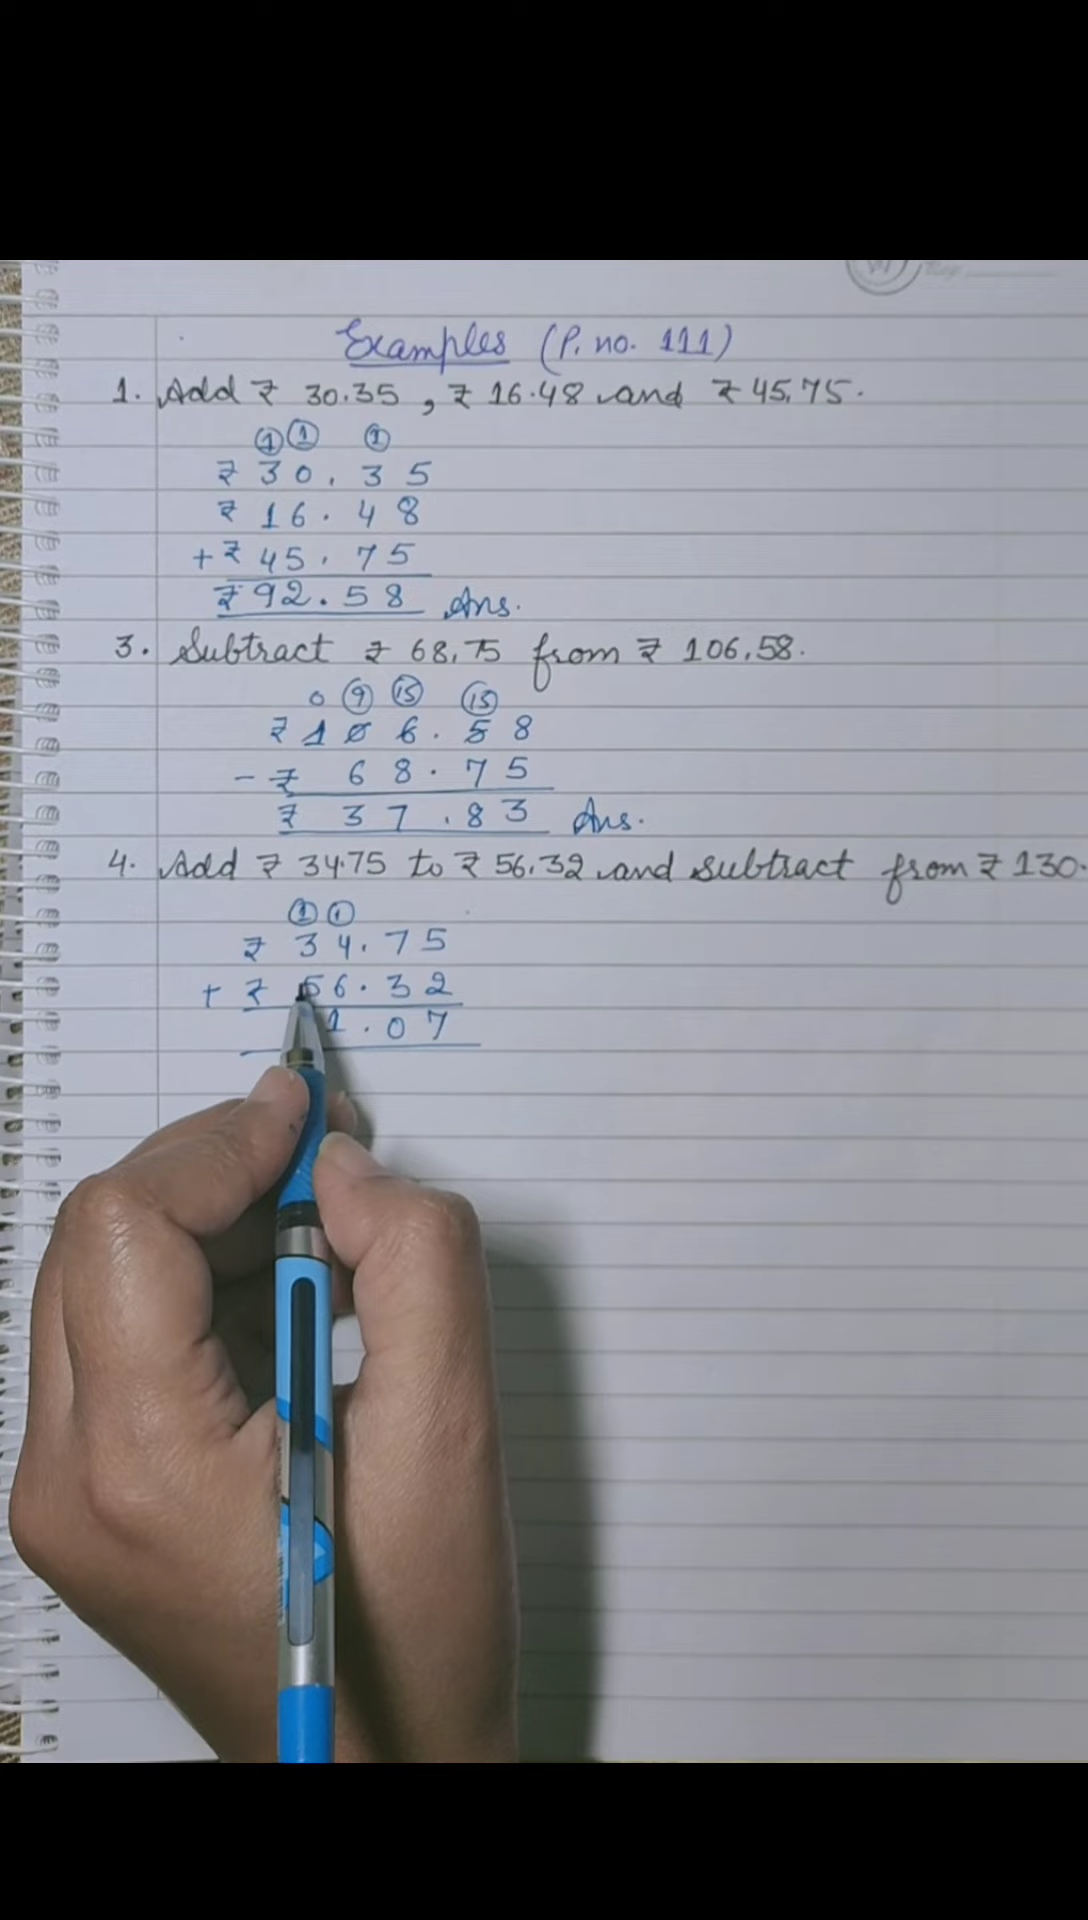 Examples (P. no. 111)
1. Add ₹ 30.35, ₹ 16.48 and ₹ 45.75.
1 1 1
₹ 30.35
₹ 16.48
+ ₹ 45.75
₹ 92.58 Ans.
3. Subtract ₹ 68.75 from ₹ 106.58.
0 9 15 15
₹ 106.58
- ₹ 68.75
₹ 37.83 Ans.
4. Add ₹ 34.75 to ₹ 56.32 and subtract from ₹ 130.
1 1
₹ 34.75
+ ₹ 56.32
1.07